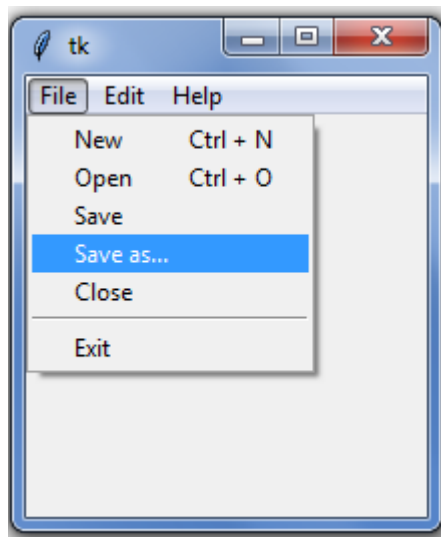 tk
File Edit Help
New Ctrl + N
Open Ctrl + O
Save
Save as...
Close
Exit